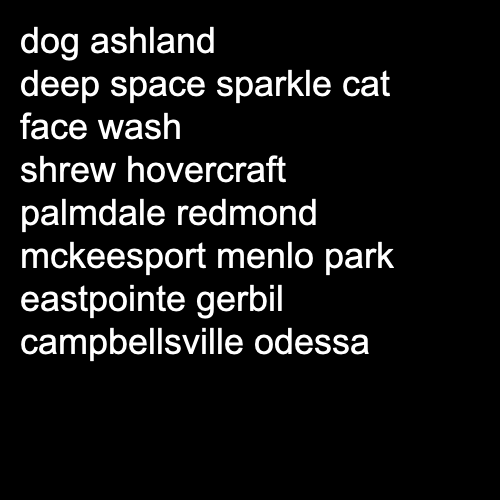 dog ashland
deep space sparkle cat
face wash
shrew hovercraft
palmdale redmond
mckeesport menlo park
eastpointe gerbil
campbellsville odessa